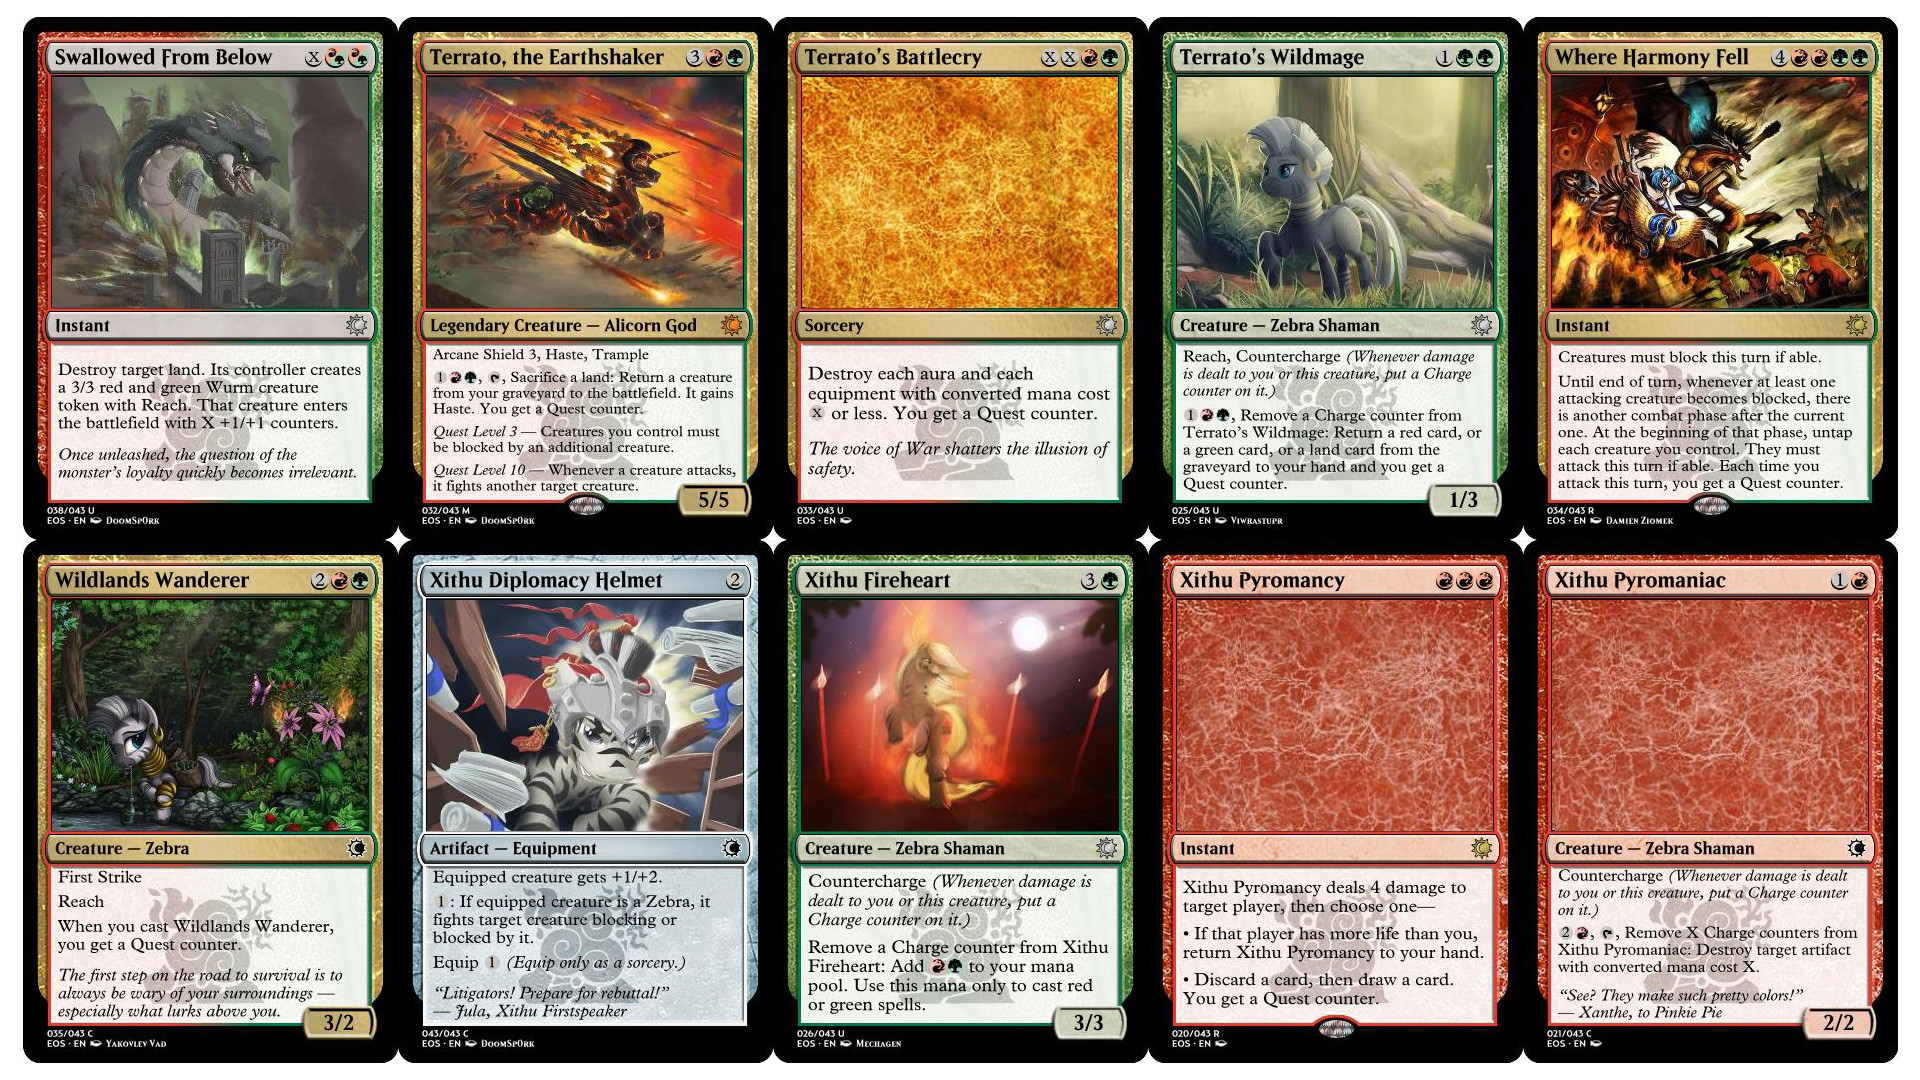 Swallowed From Below X
Instant
Destroy target land. Its controller creates
a 3/3 red and green Wurm creature
token with Reach. That creature enters
the battlefield with X +1/+1 counters.
Once unleashed, the question of the
monster's loyalty quickly becomes irrelevant.
038/043 U
EOS · EN DoomSp0rk
Terrato, the Earthshaker 3
Legendary Creature — Alicorn God
Arcane Shield 3, Haste, Trample
1, , Sacrifice a land: Return a creature
from your graveyard to the battlefield. It gains
Haste. You get a Quest counter.
Quest Level 3 — Creatures you control must
be blocked by an additional creature.
Quest Level 10 — Whenever a creature attacks,
it fights another target creature.
5/5
032/043 M
EOS · EN DoomSp0rk
Terrato's Battlecry X X
Sorcery
Destroy each aura and each
equipment with converted mana cost
X or less. You get a Quest counter.
The voice of War shatters the illusion of
safety.
033/043 U
EOS · EN
Terrato's Wildmage 1
Creature — Zebra Shaman
Reach, Countercharge (Whenever damage
is dealt to you or this creature, put a Charge
counter on it.)
1, Remove a Charge counter from
Terrato's Wildmage: Return a red card, or
a green card, or a land card from the
graveyard to your hand and you get a
Quest counter.
1/3
025/043 U
EOS · EN Viwrastupr
Where Harmony Fell 4
Instant
Creatures must block this turn if able.
Until end of turn, whenever at least one
attacking creature becomes blocked, there
is another combat phase after the current
one. At the beginning of that phase, untap
each creature you control. They must
attack this turn if able. Each time you
attack this turn, you get a Quest counter.
034/043 R
EOS · EN Damien Ziomek
Wildlands Wanderer 2
Creature — Zebra
First Strike
Reach
When you cast Wildlands Wanderer,
you get a Quest counter.
The first step on the road to survival is to
always be wary of your surroundings —
especially what lurks above you.
3/2
035/043 C
EOS · EN Yakovlev Vad
Xithu Diplomacy Helmet 2
Artifact — Equipment
Equipped creature gets +1/+2.
1 : If equipped creature is a Zebra, it
fights target creature blocking or
blocked by it.
Equip 1 (Equip only as a sorcery.)
"Litigators! Prepare for rebuttal!"
— Jula, Xithu Firstspeaker
043/043 C
EOS · EN DoomSp0rk
Xithu Fireheart 3
Creature — Zebra Shaman
Countercharge (Whenever damage is
dealt to you or this creature, put a
Charge counter on it.)
Remove a Charge counter from Xithu
Fireheart: Add to your mana
pool. Use this mana only to cast red
or green spells.
3/3
026/043 U
EOS · EN Mechagen
Xithu Pyromancy
Instant
Xithu Pyromancy deals 4 damage to
target player, then choose one—
• If that player has more life than you,
return Xithu Pyromancy to your hand.
• Discard a card, then draw a card.
You get a Quest counter.
020/043 R
EOS · EN
Xithu Pyromaniac 1
Creature — Zebra Shaman
Countercharge (Whenever damage is dealt
to you or this creature, put a Charge counter
on it.)
2, , Remove X Charge counters from
Xithu Pyromaniac: Destroy target artifact
with converted mana cost X.
"See? They make such pretty colors!"
— Xanthe, to Pinkie Pie
2/2
021/043 C
EOS · EN